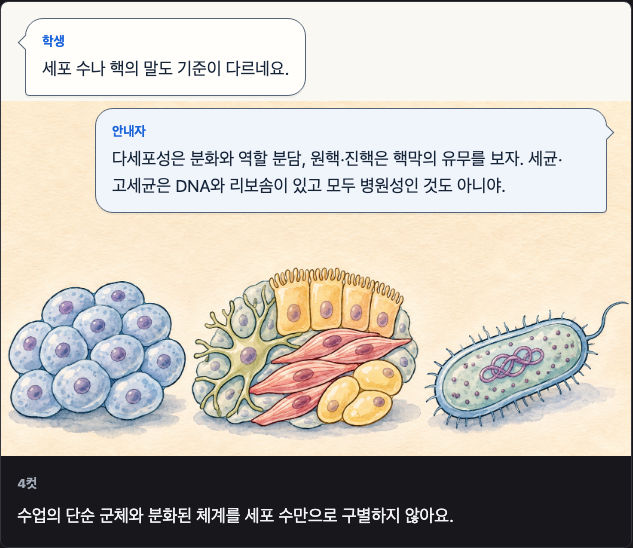 학생
세포 수나 핵의 말도 기준이 다르네요.
안내자
다세포성은 분화와 역할 분담, 원핵·진핵은 핵막의 유무를 보자. 세균·
고세균은 DNA와 리보솜이 있고 모두 병원성인 것도 아니야.
4컷
수업의 단순 군체와 분화된 체계를 세포 수만으로 구별하지 않아요.